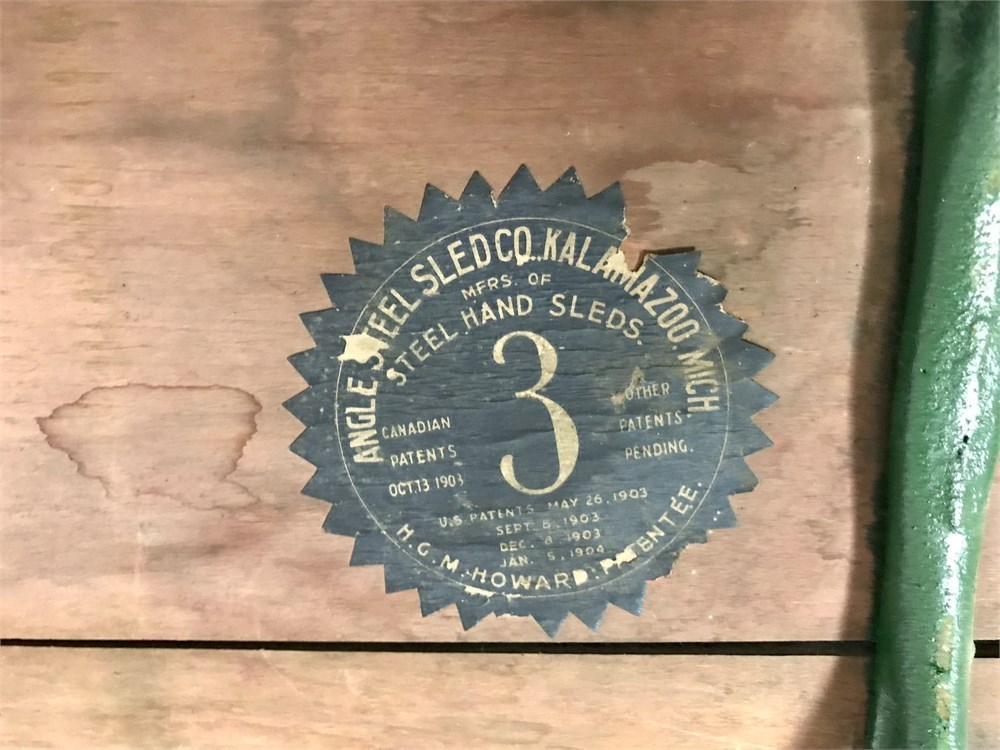 ANGLE STEEL SLED CO. KALAMAZOO MICH.
MFRS. OF
STEEL HAND SLEDS.
3
CANADIAN
PATENTS
OCT.13 1903
OTHER
PATENTS
PENDING.
U.S. PATENTS MAY 26, 1903
SEPT. 8, 1903
DEC. 8, 1903
JAN. 5, 1904
H.G.M. HOWARD. PATENTEE.